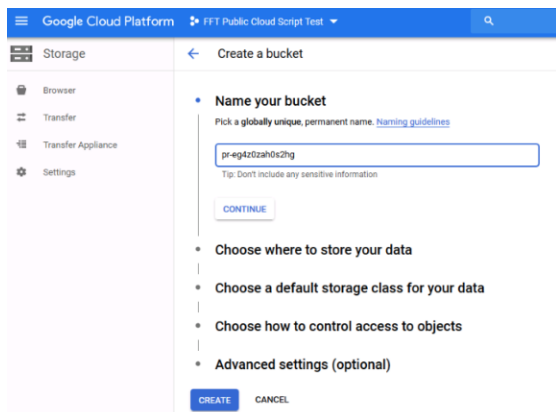 Google Cloud Platform FFT Public Cloud Script Test
Storage Create a bucket
Browser
Transfer
Transfer Appliance
Settings
Name your bucket
Pick a globally unique, permanent name. Naming guidelines
pr-eg4z0zah0s2hg
Tip: Don't include any sensitive information
CONTINUE
Choose where to store your data
Choose a default storage class for your data
Choose how to control access to objects
Advanced settings (optional)
CREATE CANCEL